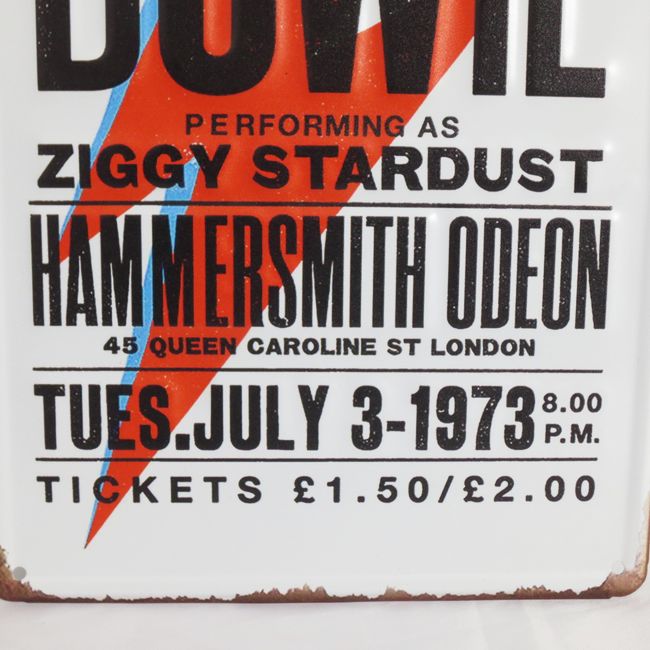 BOWIE
PERFORMING AS
ZIGGY STARDUST
HAMMERSMITH ODEON
45 QUEEN CAROLINE ST LONDON
TUES.JULY 3-1973 8.00 P.M.
TICKETS £1.50/£2.00